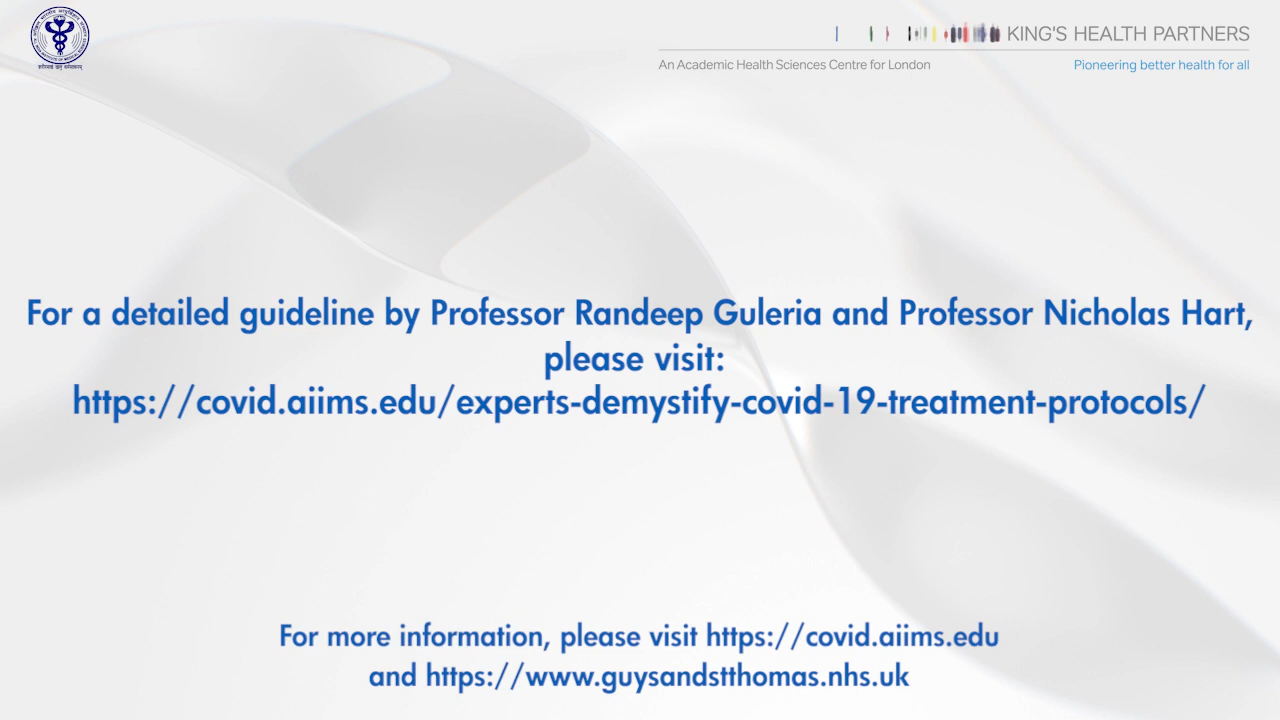 KING'S HEALTH PARTNERS
An Academic Health Sciences Centre for London
Pioneering better health for all
For a detailed guideline by Professor Randeep Guleria and Professor Nicholas Hart,
please visit:
https://covid.aiims.edu/experts-demystify-covid-19-treatment-protocols/
For more information, please visit https://covid.aiims.edu
and https://www.guysandstthomas.nhs.uk